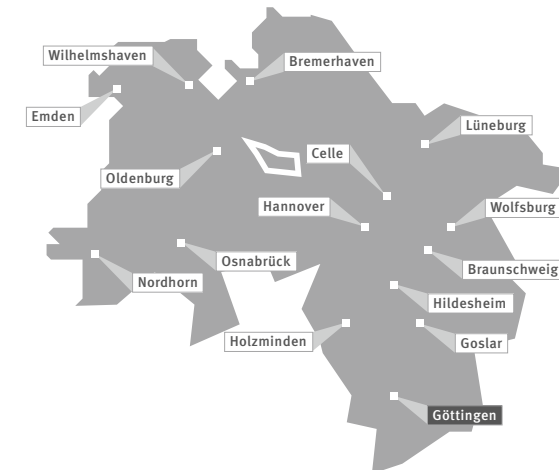 Wilhelmshaven
Bremerhaven
Emden
Lüneburg
Celle
Oldenburg
Hannover
Wolfsburg
Osnabrück
Braunschweig
Nordhorn
Hildesheim
Holzminden
Goslar
Göttingen